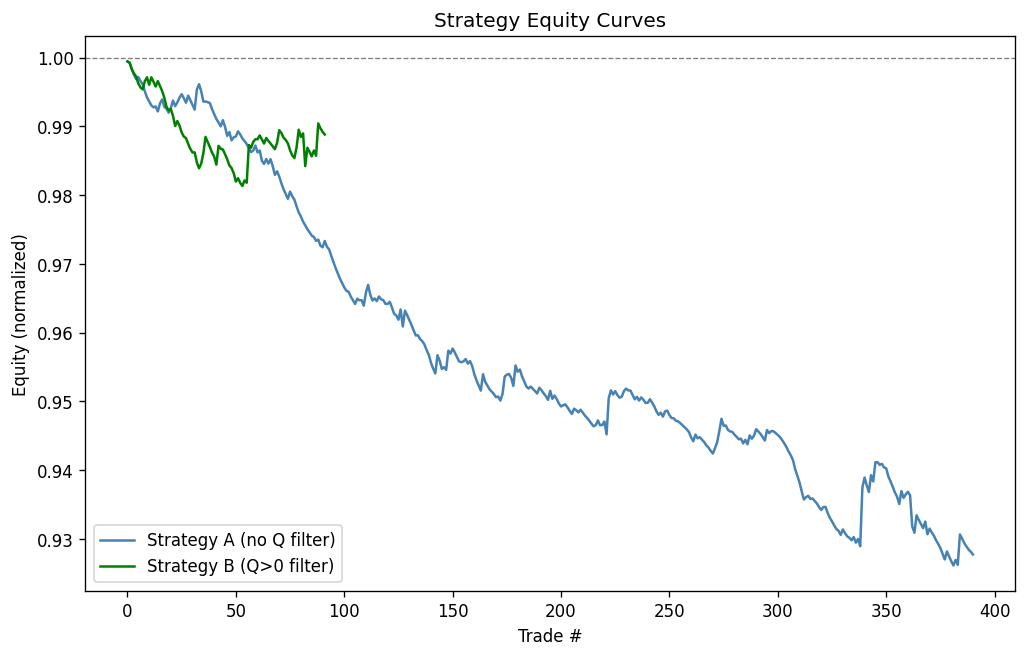 Strategy Equity Curves
Equity (normalized)
1.00
0.99
0.98
0.97
0.96
0.95
0.94
0.93
Strategy A (no Q filter)
Strategy B (Q>0 filter)
0 50 100 150 200 250 300 350 400
Trade #